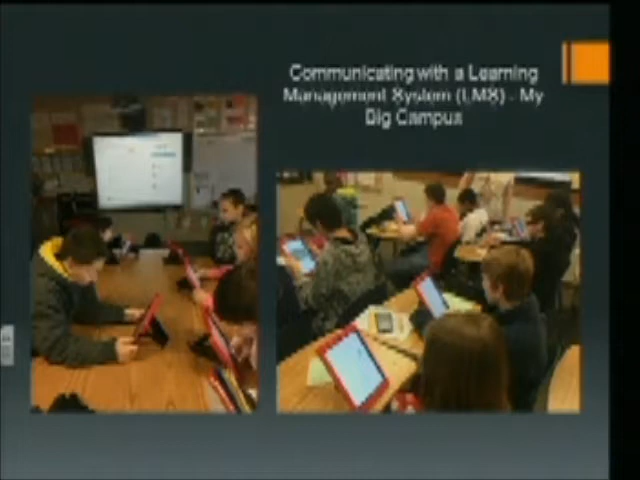 Communicating with a Learning
Management System (LMS) - My
Big Campus